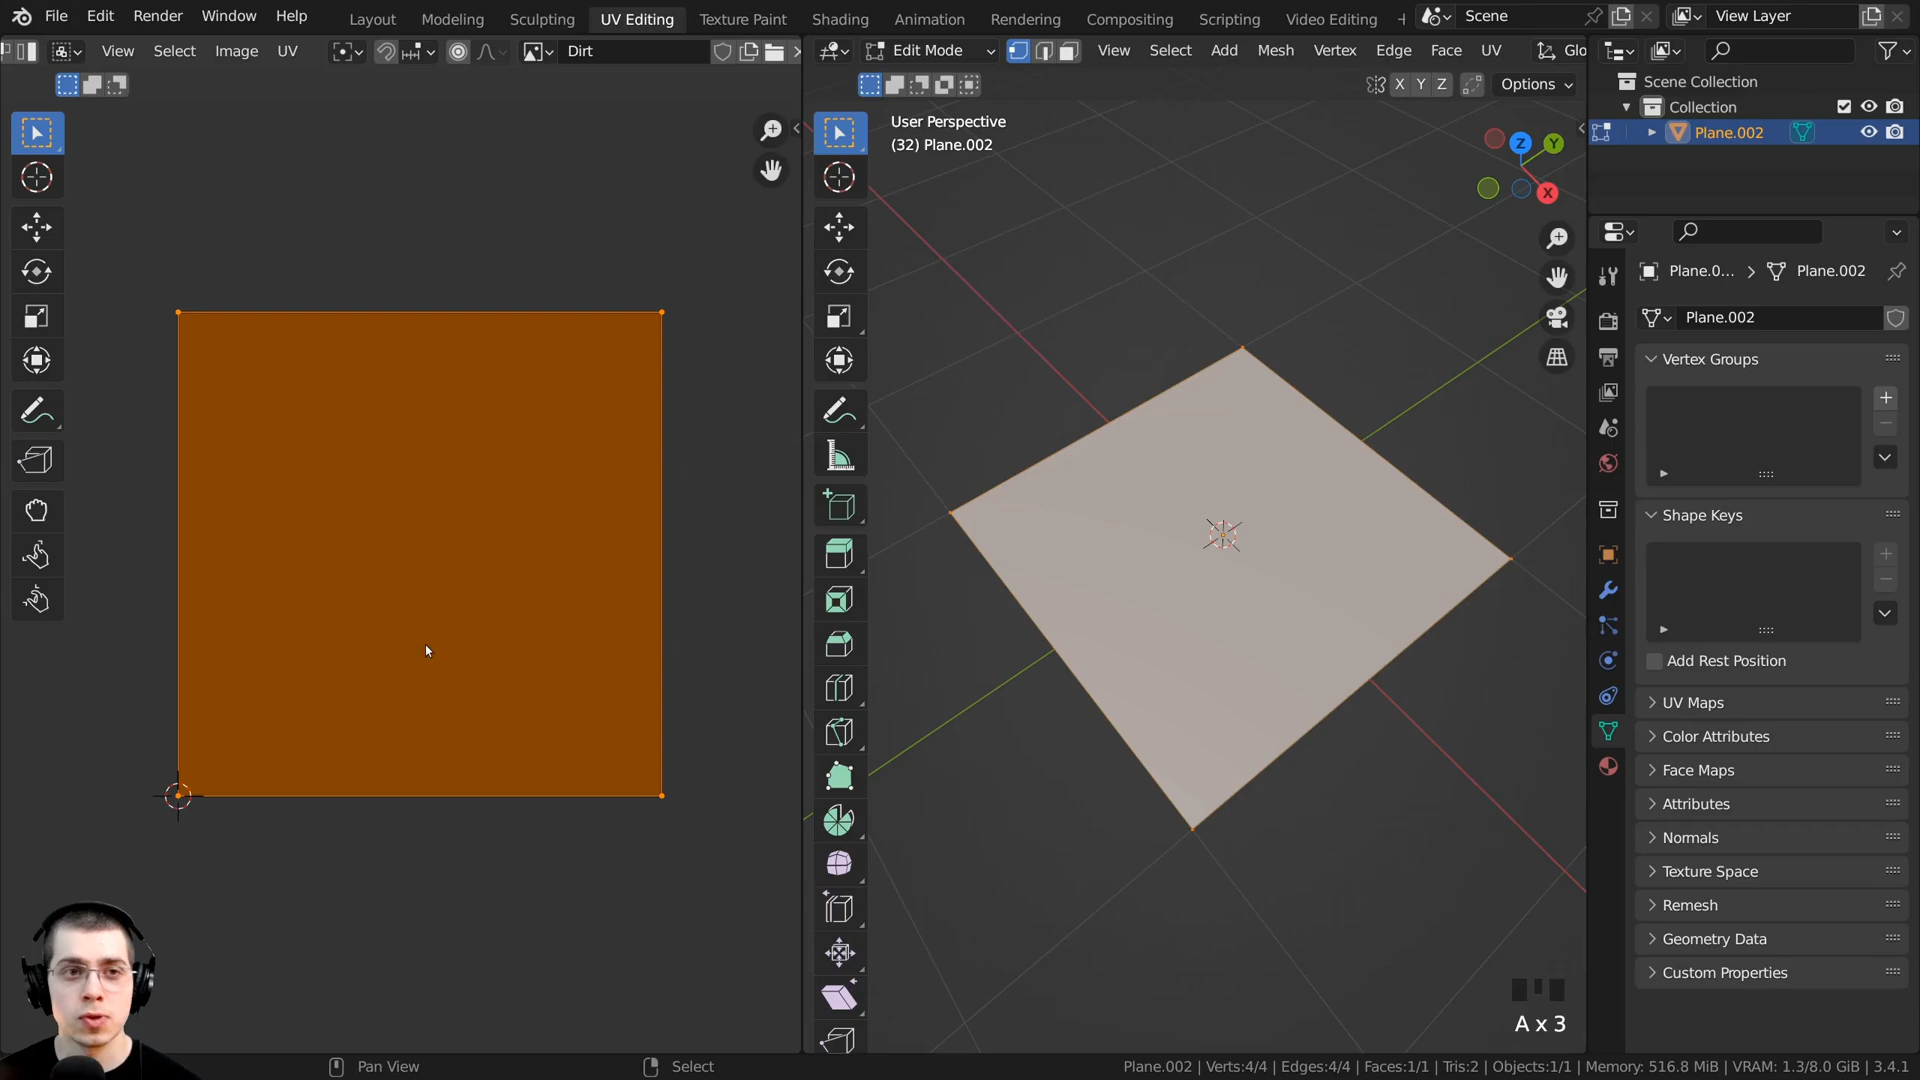 File Edit Render Window Help Layout Modeling Sculpting UV Editing Texture Paint Shading Animation Rendering Compositing Scripting Video Editing + Scene View Layer
View Select Image UV Dirt
Edit Mode View Select Add Mesh Vertex Edge Face UV Glo
X Y Z Options
User Perspective
(32) Plane.002
Z Y X
Scene Collection
Collection
Plane.002
Plane.0... > Plane.002
Plane.002
Vertex Groups
Shape Keys
Add Rest Position
UV Maps
Color Attributes
Face Maps
Attributes
Normals
Texture Space
Remesh
Geometry Data
Custom Properties
A x 3
Pan View Select Plane.002 | Verts:4/4 | Edges:4/4 | Faces:1/1 | Tris:2 | Objects:1/1 | Memory: 516.8 MiB | VRAM: 1.3/8.0 GiB | 3.4.1